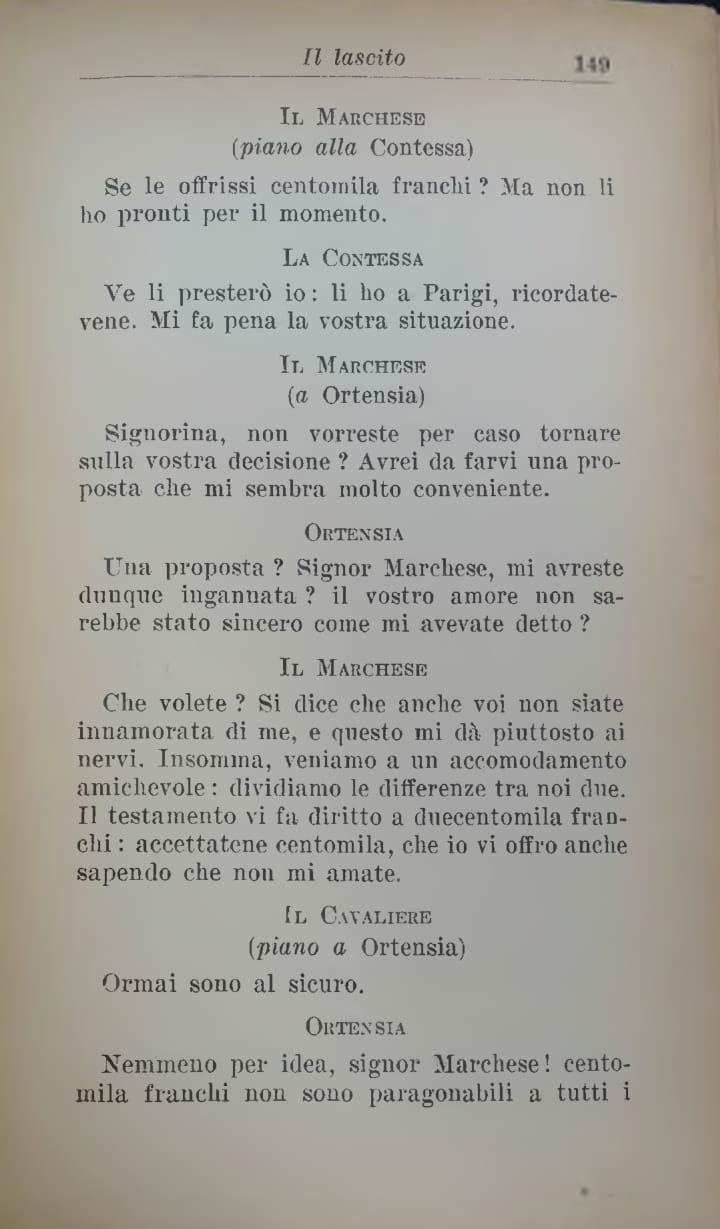 Il lascito 149
Il Marchese
(piano alla Contessa)
Se le offrissi centomila franchi ? Ma non li
ho pronti per il momento.
La Contessa
Ve li presterò io : li ho a Parigi, ricordate-
vene. Mi fa pena la vostra situazione.
Il Marchese
(a Ortensia)
Signorina, non vorreste per caso tornare
sulla vostra decisione ? Avrei da farvi una pro-
posta che mi sembra molto conveniente.
Ortensia
Una proposta ? Signor Marchese, mi avreste
dunque ingannata ? il vostro amore non sa-
rebbe stato sincero come mi avevate detto ?
Il Marchese
Che volete ? Si dice che anche voi non siate
innamorata di me, e questo mi dà piuttosto ai
nervi. Insomma, veniamo a un accomodamento
amichevole : dividiamo le differenze tra noi due.
Il testamento vi fa diritto a duecentomila fran-
chi : accettatene centomila, che io vi offro anche
sapendo che non mi amate.
Il Cavaliere
(piano a Ortensia)
Ormai sono al sicuro.
Ortensia
Nemmeno per idea, signor Marchese ! cento-
mila franchi non sono paragonabili a tutti i